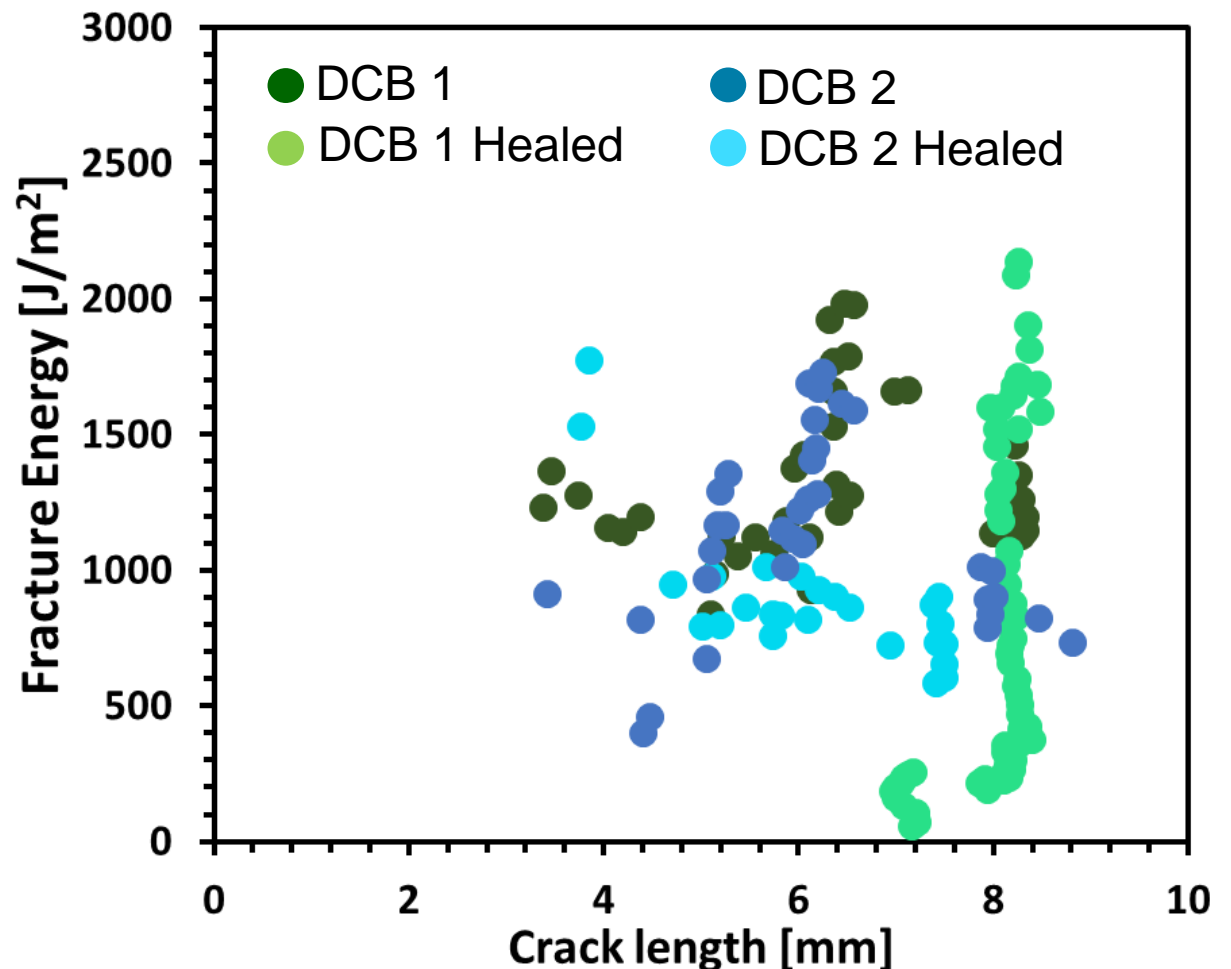 3000
2500
2000
1500
1000
500
0
Fracture Energy [J/m²]
DCB 1
DCB 2
DCB 1 Healed
DCB 2 Healed
0 2 4 6 8 10
Crack length [mm]